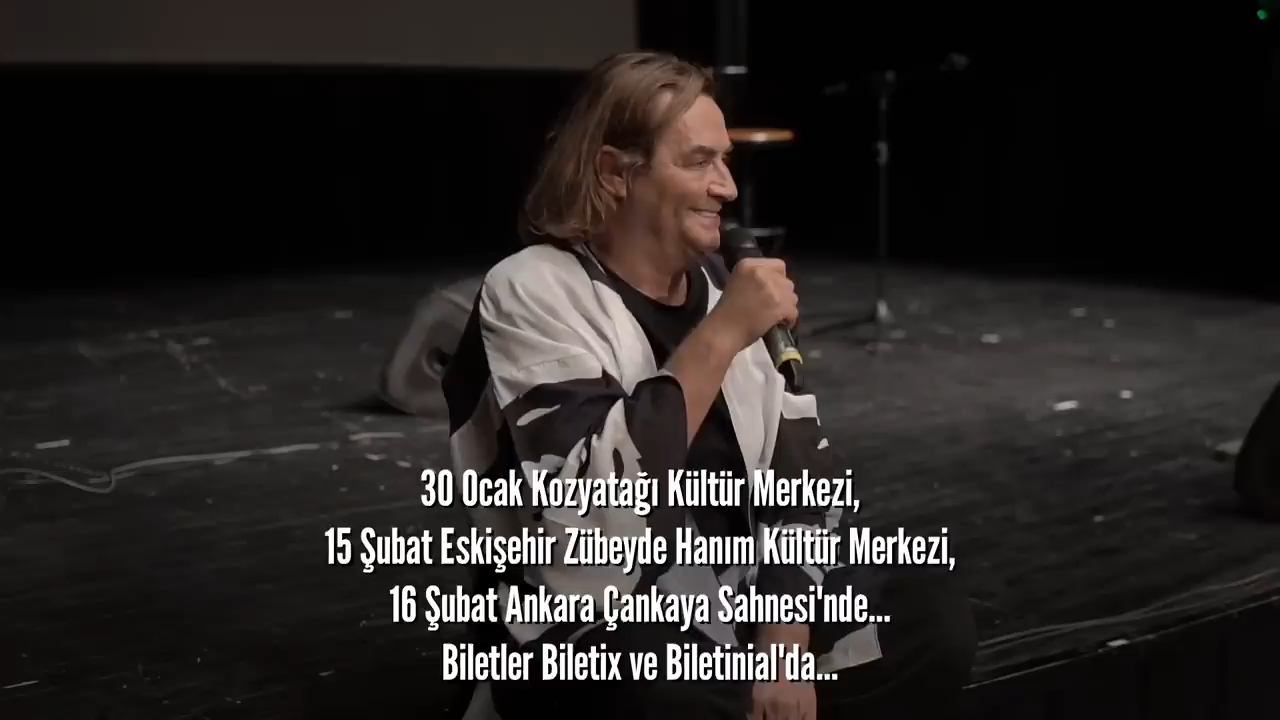 30 Ocak Kozyatağı Kültür Merkezi,
15 Şubat Eskişehir Zübeyde Hanım Kültür Merkezi,
16 Şubat Ankara Çankaya Sahnesi'nde...
Biletler Biletix ve Biletinial'da...